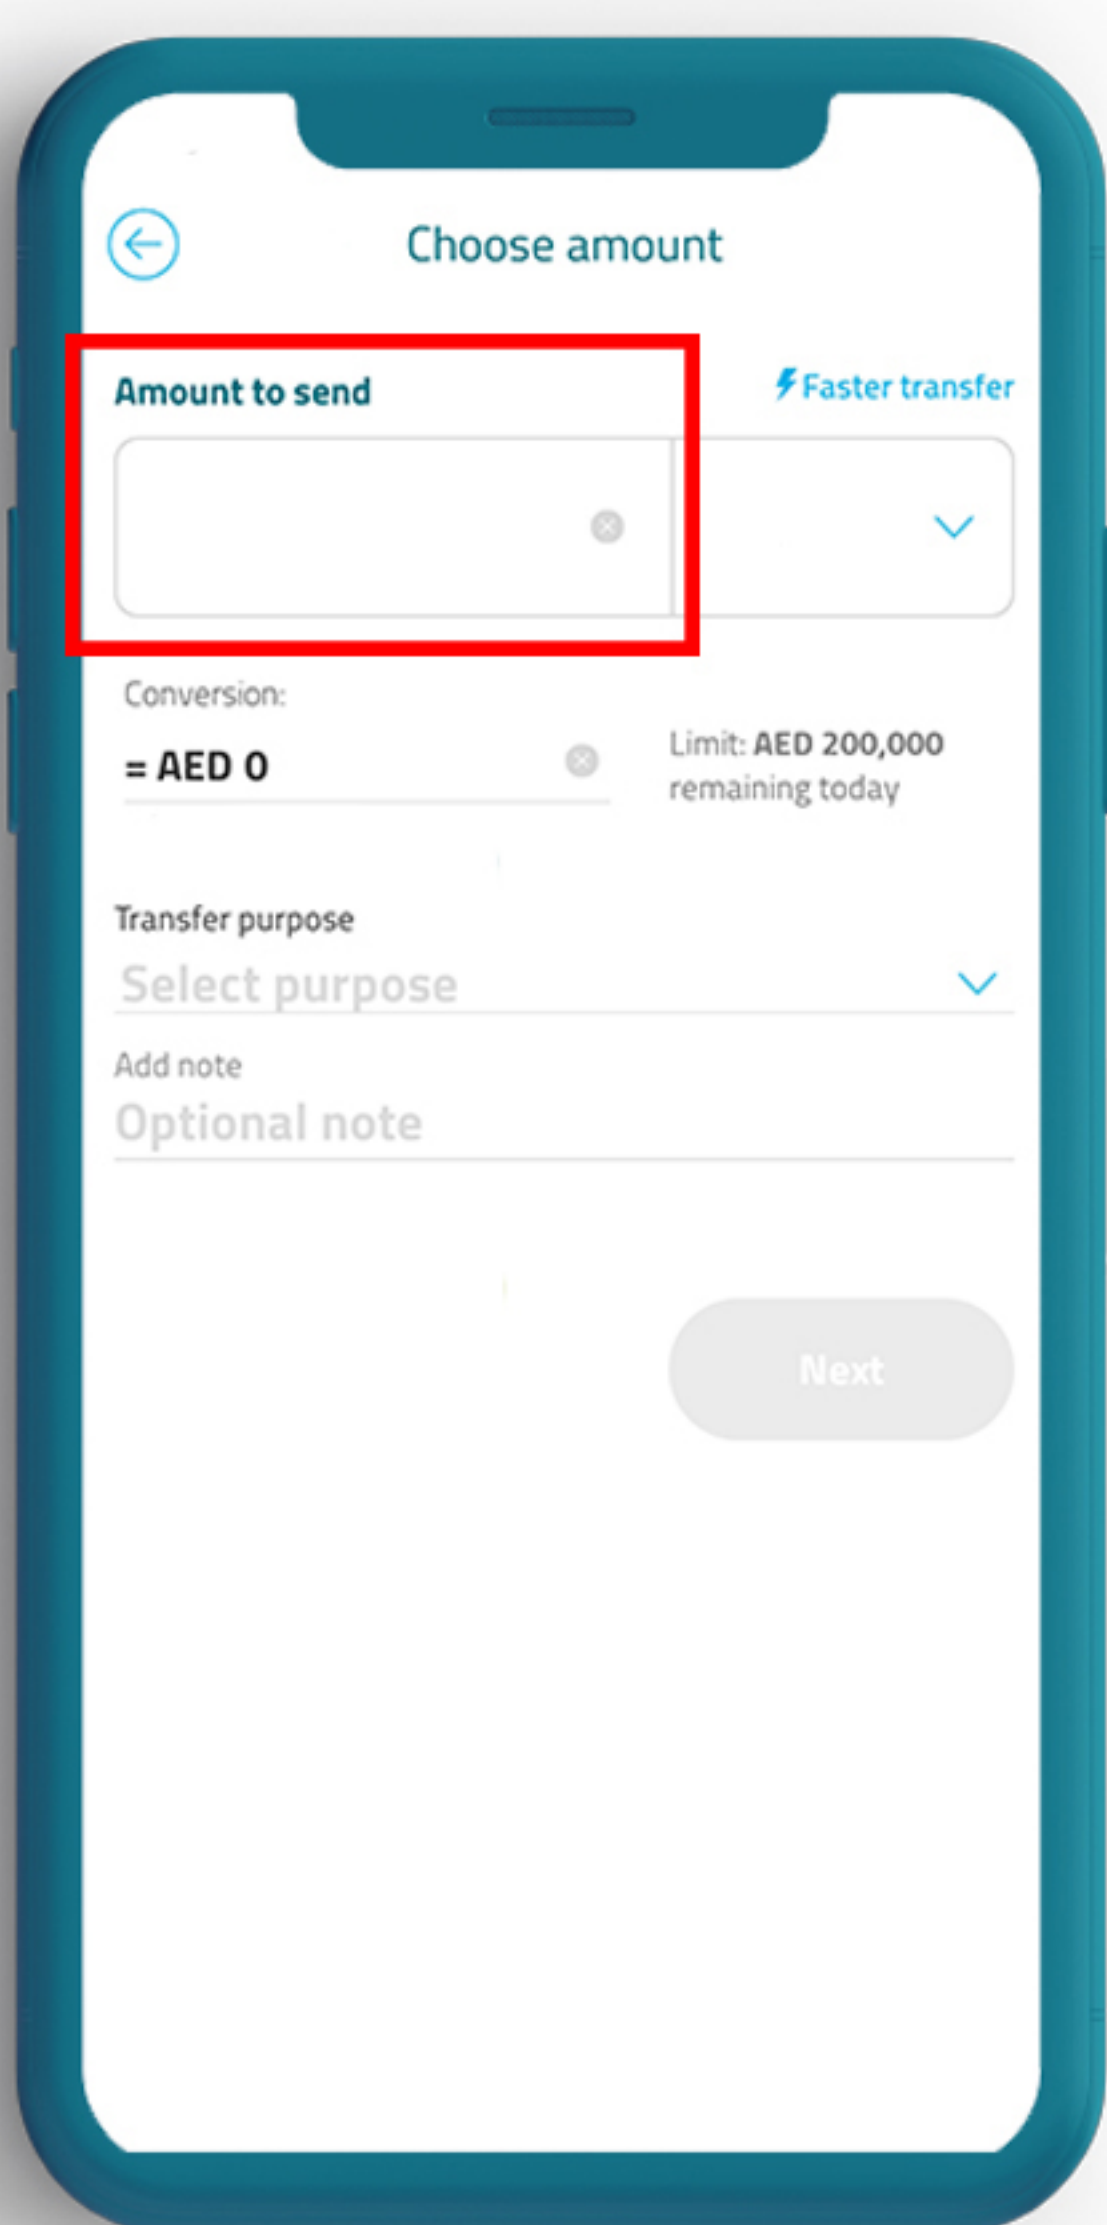 Choose amount
Amount to send
Faster transfer
Conversion:
= AED 0
Limit: AED 200,000
remaining today
Transfer purpose
Select purpose
Add note
Optional note
Next